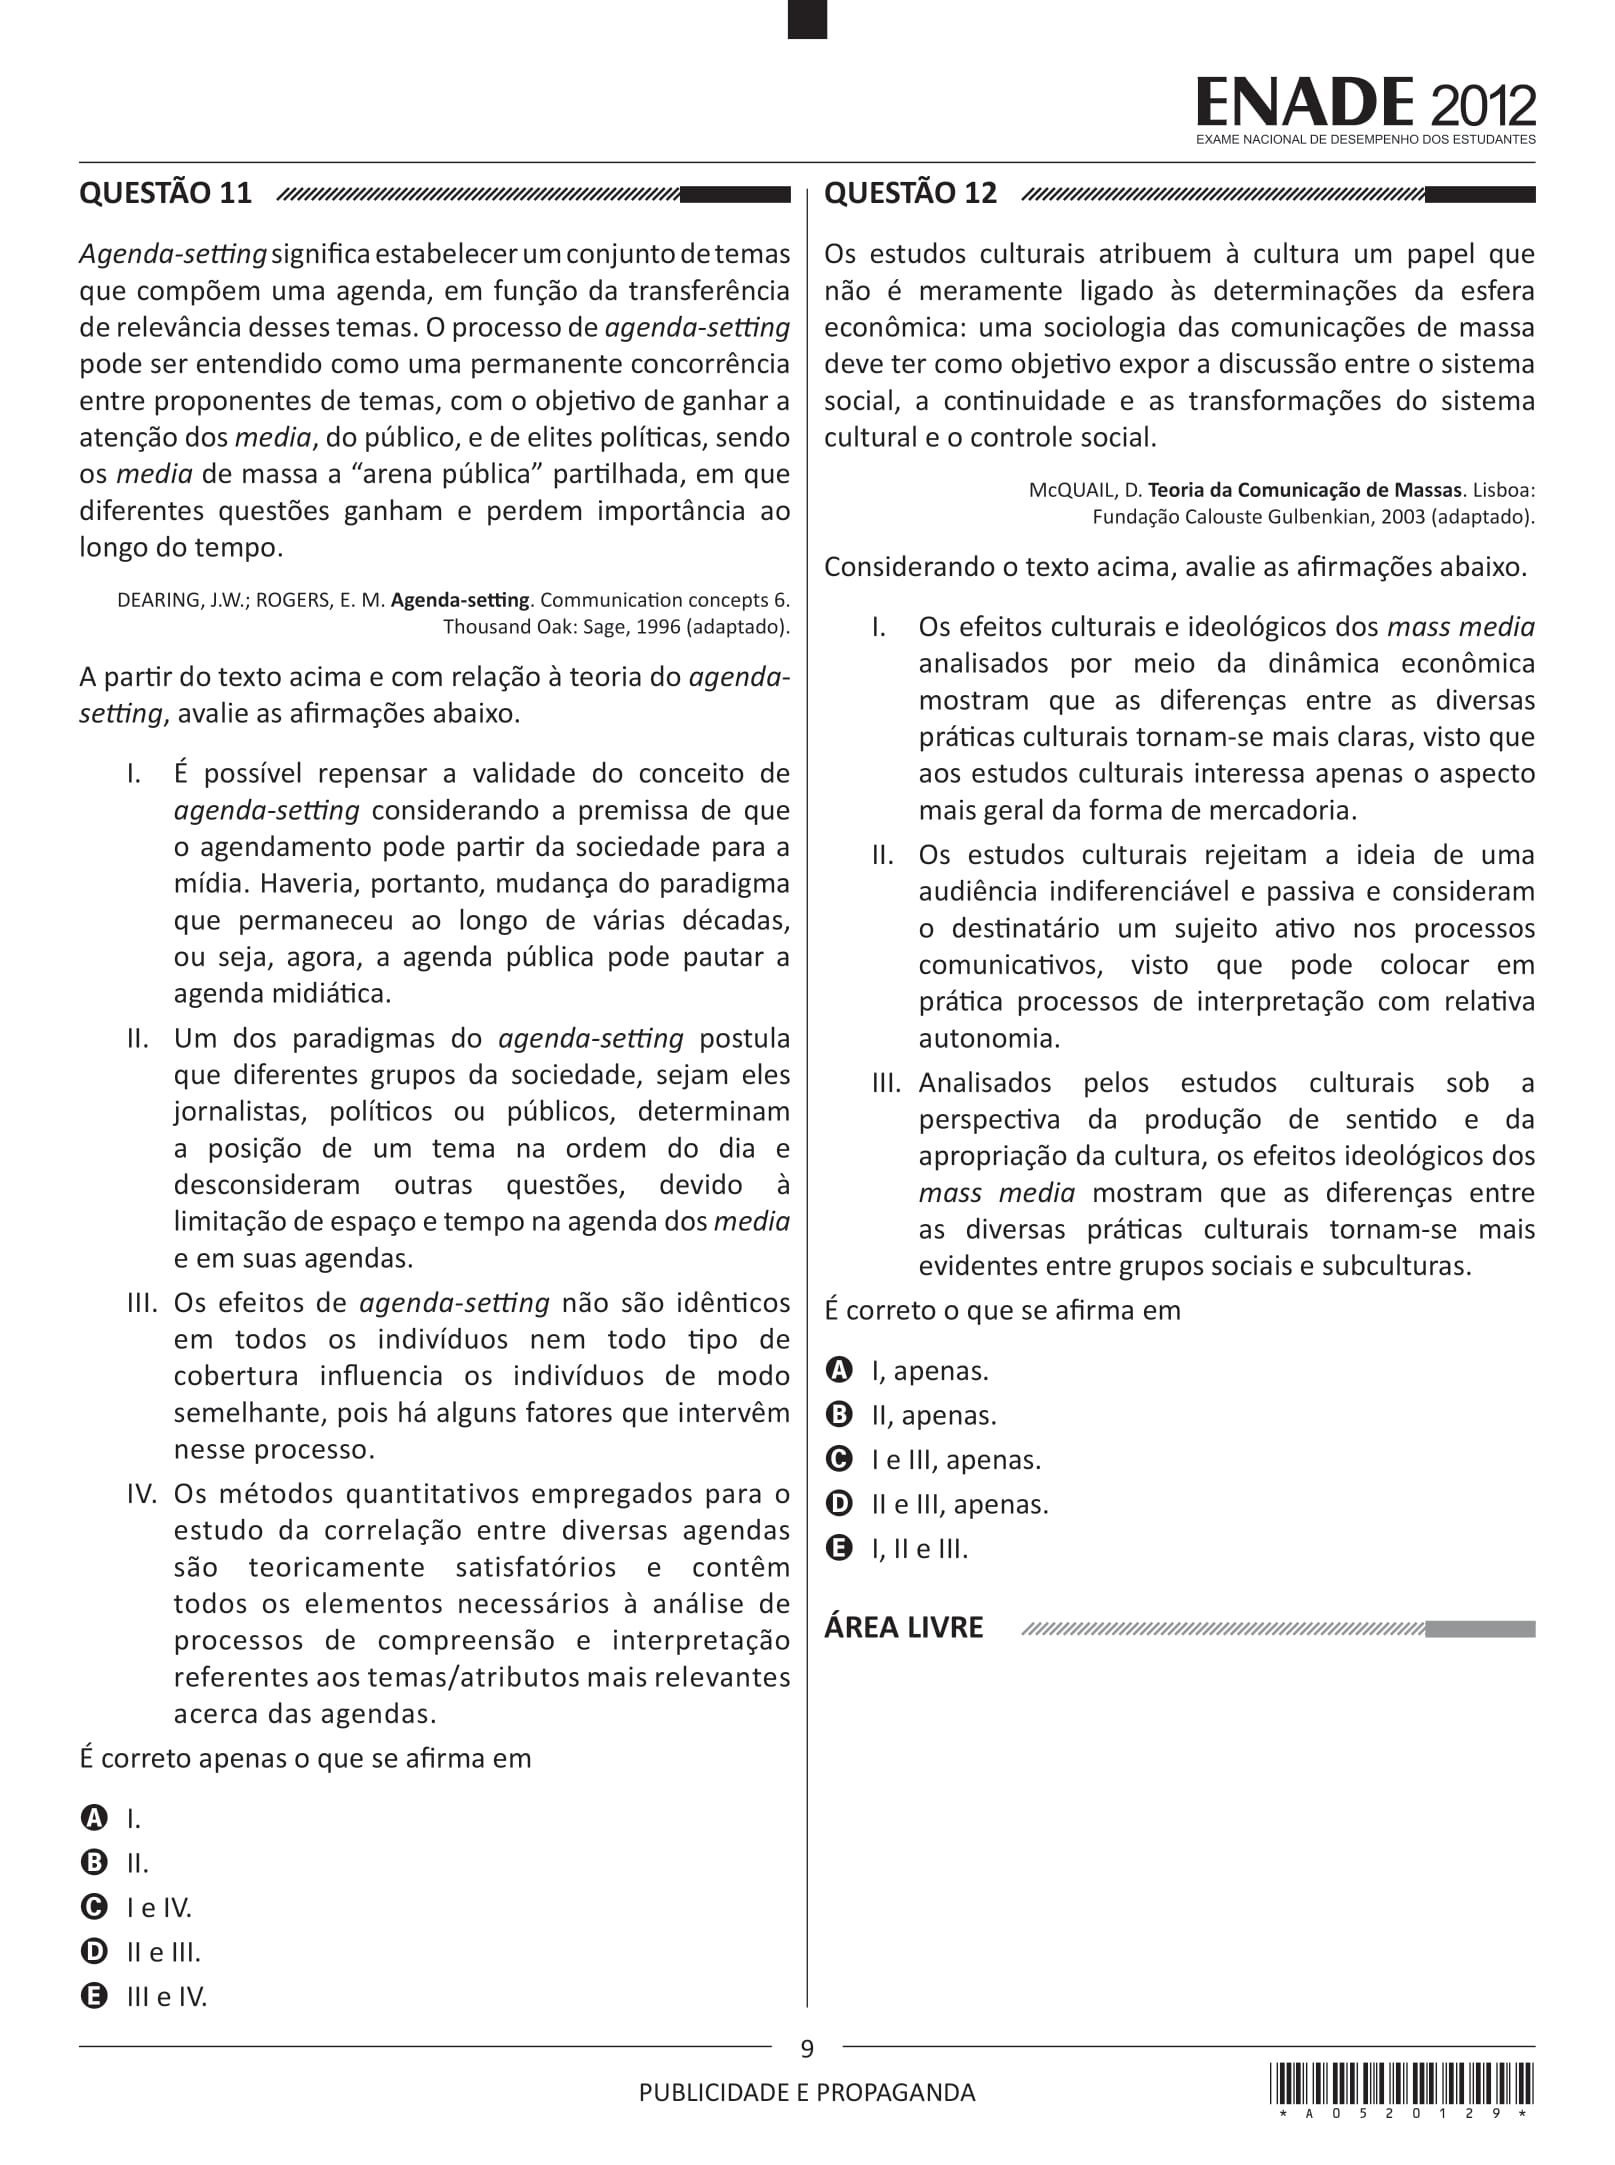 ENADE 2012
EXAME NACIONAL DE DESEMPENHO DOS ESTUDANTES
QUESTÃO 11
Agenda-setting significa estabelecer um conjunto de temas
que compõem uma agenda, em função da transferência
de relevância desses temas. O processo de agenda-setting
pode ser entendido como uma permanente concorrência
entre proponentes de temas, com o objetivo de ganhar a
atenção dos media, do público, e de elites políticas, sendo
os media de massa a “arena pública” partilhada, em que
diferentes questões ganham e perdem importância ao
longo do tempo.
DEARING, J.W.; ROGERS, E. M. Agenda-setting. Communication concepts 6.
Thousand Oak: Sage, 1996 (adaptado).
A partir do texto acima e com relação à teoria do agenda-
setting, avalie as afirmações abaixo.
I. É possível repensar a validade do conceito de
agenda-setting considerando a premissa de que
o agendamento pode partir da sociedade para a
mídia. Haveria, portanto, mudança do paradigma
que permaneceu ao longo de várias décadas,
ou seja, agora, a agenda pública pode pautar a
agenda midiática.
II. Um dos paradigmas do agenda-setting postula
que diferentes grupos da sociedade, sejam eles
jornalistas, políticos ou públicos, determinam
a posição de um tema na ordem do dia e
desconsideram outras questões, devido à
limitação de espaço e tempo na agenda dos media
e em suas agendas.
III. Os efeitos de agenda-setting não são idênticos
em todos os indivíduos nem todo tipo de
cobertura influencia os indivíduos de modo
semelhante, pois há alguns fatores que intervêm
nesse processo.
IV. Os métodos quantitativos empregados para o
estudo da correlação entre diversas agendas
são teoricamente satisfatórios e contêm
todos os elementos necessários à análise de
processos de compreensão e interpretação
referentes aos temas/atributos mais relevantes
acerca das agendas.
É correto apenas o que se afirma em
A I.
B II.
C I e IV.
D II e III.
E III e IV.
QUESTÃO 12
Os estudos culturais atribuem à cultura um papel que
não é meramente ligado às determinações da esfera
econômica: uma sociologia das comunicações de massa
deve ter como objetivo expor a discussão entre o sistema
social, a continuidade e as transformações do sistema
cultural e o controle social.
McQUAIL, D. Teoria da Comunicação de Massas. Lisboa:
Fundação Calouste Gulbenkian, 2003 (adaptado).
Considerando o texto acima, avalie as afirmações abaixo.
I. Os efeitos culturais e ideológicos dos mass media
analisados por meio da dinâmica econômica
mostram que as diferenças entre as diversas
práticas culturais tornam-se mais claras, visto que
aos estudos culturais interessa apenas o aspecto
mais geral da forma de mercadoria.
II. Os estudos culturais rejeitam a ideia de uma
audiência indiferenciável e passiva e consideram
o destinatário um sujeito ativo nos processos
comunicativos, visto que pode colocar em
prática processos de interpretação com relativa
autonomia.
III. Analisados pelos estudos culturais sob a
perspectiva da produção de sentido e da
apropriação da cultura, os efeitos ideológicos dos
mass media mostram que as diferenças entre
as diversas práticas culturais tornam-se mais
evidentes entre grupos sociais e subculturas.
É correto o que se afirma em
A I, apenas.
B II, apenas.
C I e III, apenas.
D II e III, apenas.
E I, II e III.
ÁREA LIVRE
9
PUBLICIDADE E PROPAGANDA
* A 0 5 2 0 1 2 9 *